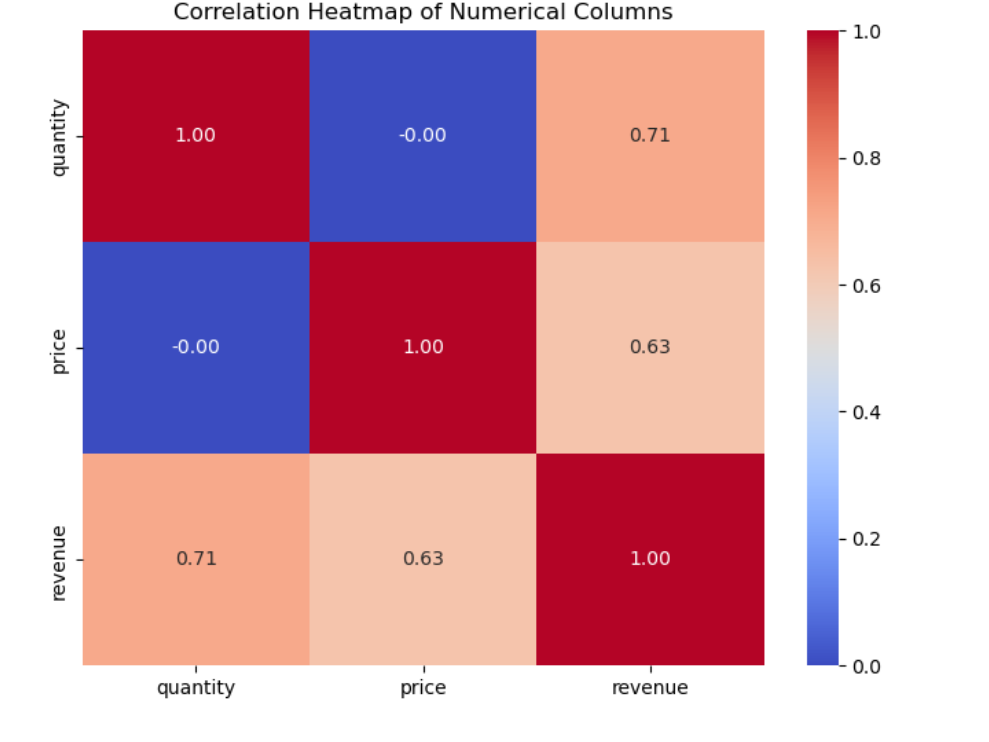 Correlation Heatmap of Numerical Columns
quantity
1.00
-0.00
0.71
price
-0.00
1.00
0.63
revenue
0.71
0.63
1.00
quantity
price
revenue
1.0
0.8
0.6
0.4
0.2
0.0